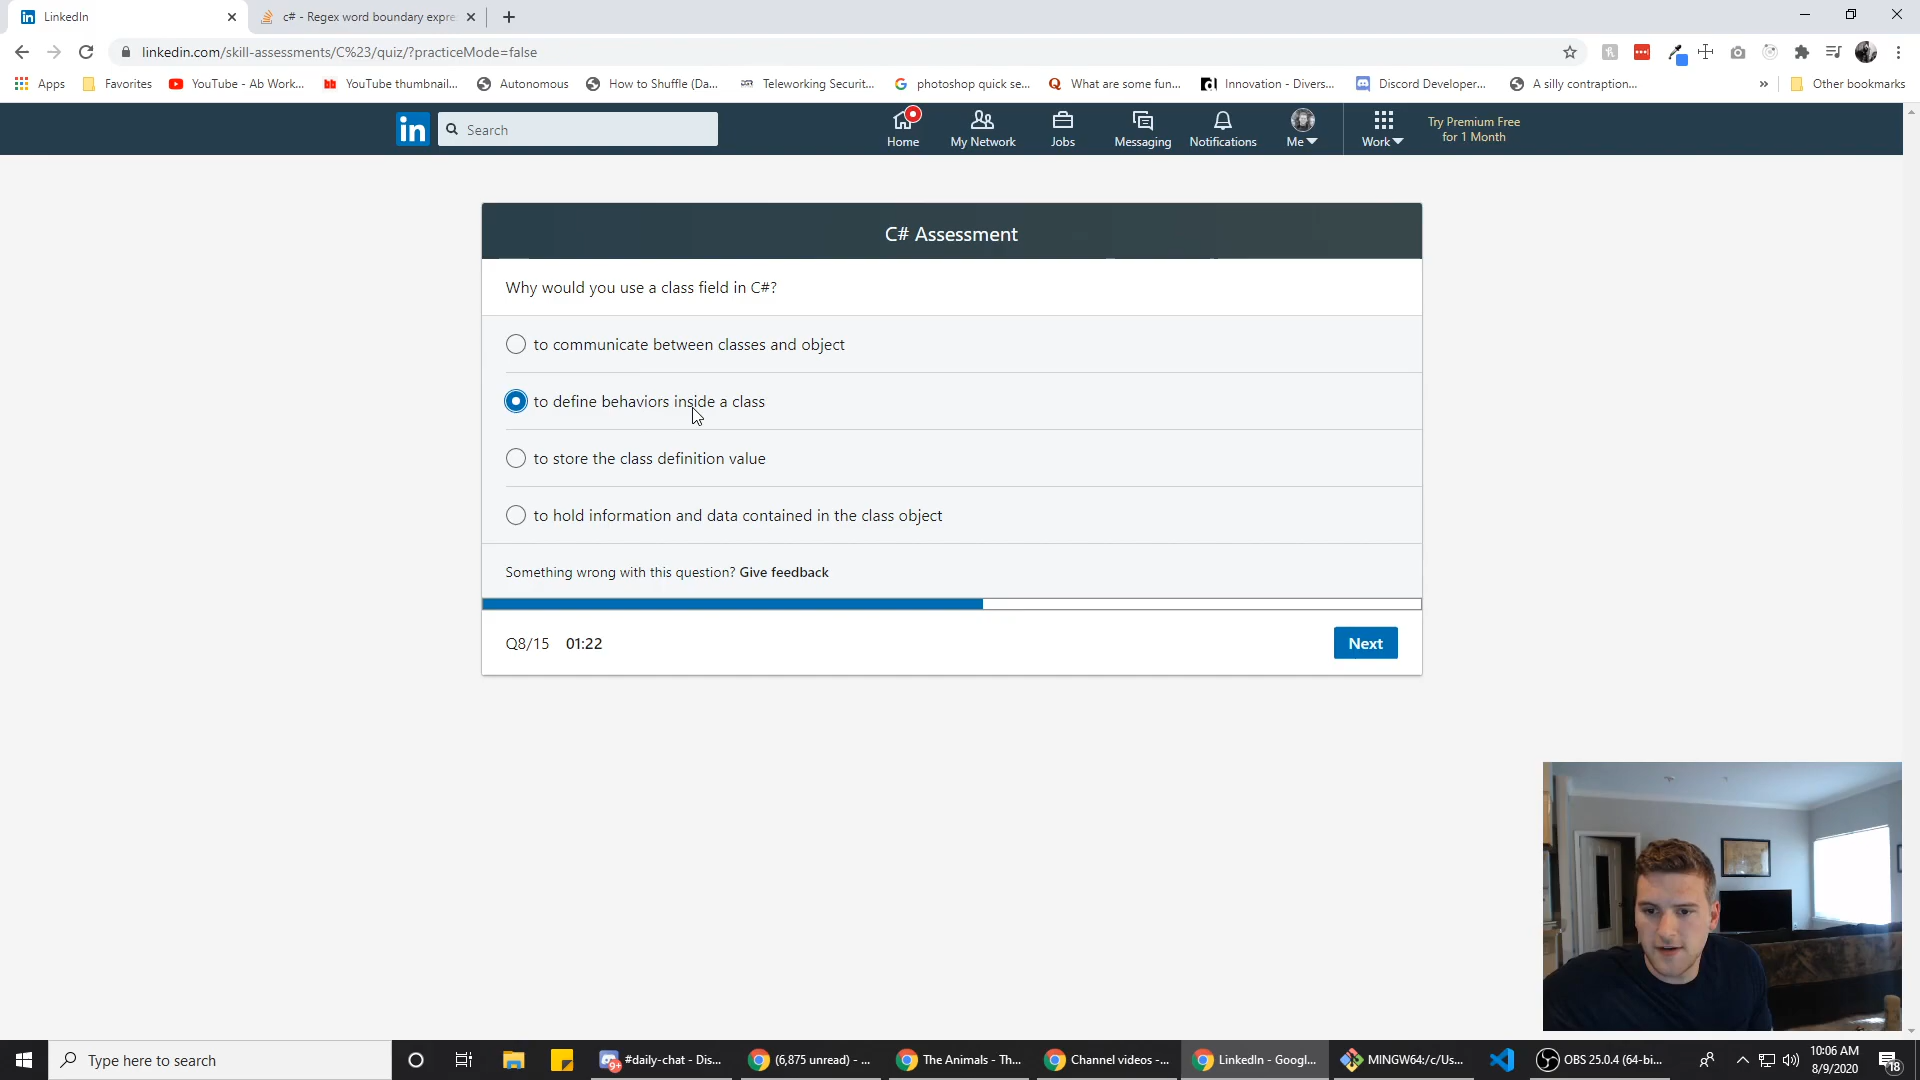 LinkedIn
c# - Regex word boundary expre
linkedin.com/skill-assessments/C%23/quiz/?practiceMode=false
Apps
Favorites
YouTube - Ab Work...
YouTube thumbnail...
Autonomous
How to Shuffle (Da...
Teleworking Securit...
photoshop quick se...
What are some fun...
Innovation - Divers...
Discord Developer...
A silly contraption...
»
Other bookmarks
in
Search
Home
My Network
Jobs
Messaging
Notifications
Me
Work
Try Premium Free
for 1 Month
C# Assessment
Why would you use a class field in C#?
to communicate between classes and object
to define behaviors inside a class
to store the class definition value
to hold information and data contained in the class object
Something wrong with this question? Give feedback
Q8/15 01:22
Next
Type here to search
#daily-chat - Dis...
(6,875 unread) - ...
The Animals - Th...
Channel videos -...
LinkedIn - Googl...
MINGW64:/c/Us...
OBS 25.0.4 (64-bi...
10:06 AM
8/9/2020
18